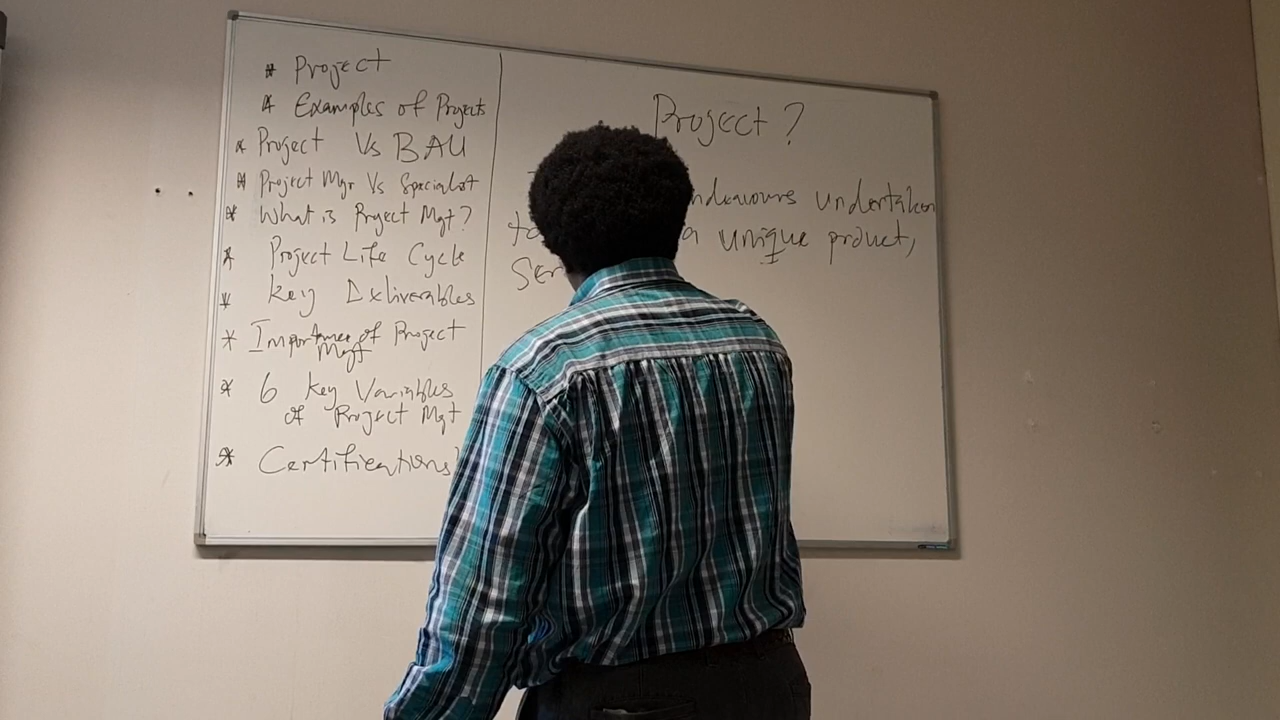 * Project
* Examples of Projects
* Project Vs BAU
* Project Mgr Vs Specialist
* What is Project Mgt?
* Project Life Cycle
* Key Deliverables
* Importance of Project
Mgt
* 6 Key Variables
of Project Mgt
* Certifications
Project?
undertaken
a unique product,